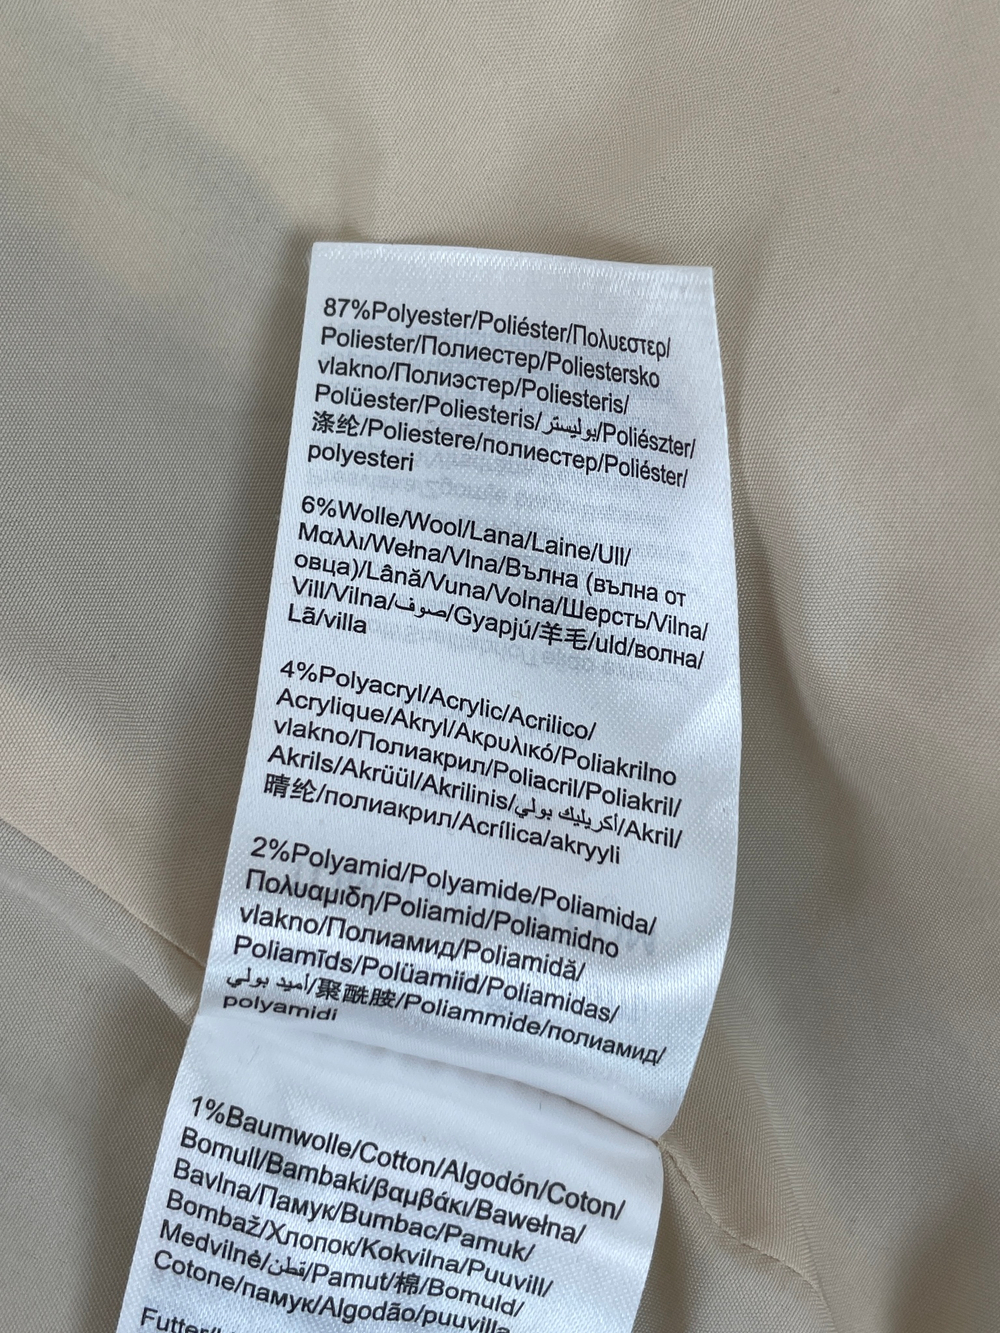 87%Polyester/Poliéster/Πολυεστερ/
Poliester/Полиестер/Poliestersko
vlakno/Полиэстер/Poliesteris/
Polüester/Poliesteris/بوليستر/Poliészter/
涤纶/Poliestere/полиестер/Poliéster/
polyesteri
6%Wolle/Wool/Lana/Laine/Ull/
Μαλλι/Wełna/Vlna/Вълна (вълна от
овца)/Lână/Vuna/Volna/Шерсть/Vilna/
Vill/Vilna/صوف/Gyapjú/羊毛/uld/волна/
Lã/villa
4%Polyacryl/Acrylic/Acrilico/
Acrylique/Akryl/Ακρυλικό/Poliakrilno
vlakno/Полиакрил/Poliacril/Poliakril/
Akrils/Akrüül/Akrilinis/أكريليك بولي/Akril/
晴纶/полиакрил/Acrílica/akryyli
2%Polyamid/Polyamide/Poliamida/
Πολυαμιδη/Poliamid/Poliamidno
vlakno/Полиамид/Poliamidă/
Poliamīds/Polüamiid/Poliamidas/
أميد بولي/聚酰胺/Poliammide/полиамид/
polyamidi
1%Baumwolle/Cotton/Algodón/Coton/
Bomull/Bambaki/βαμβάκι/Bawełna/
Bavlna/Памук/Bumbac/Pamuk/
Bombaž/Хлопок/Kokvilna/Puuvill/
Medvilnė/قطن/Pamut/棉/Bomuld/
Cotone/памук/Algodão/puuvilla
Futter/